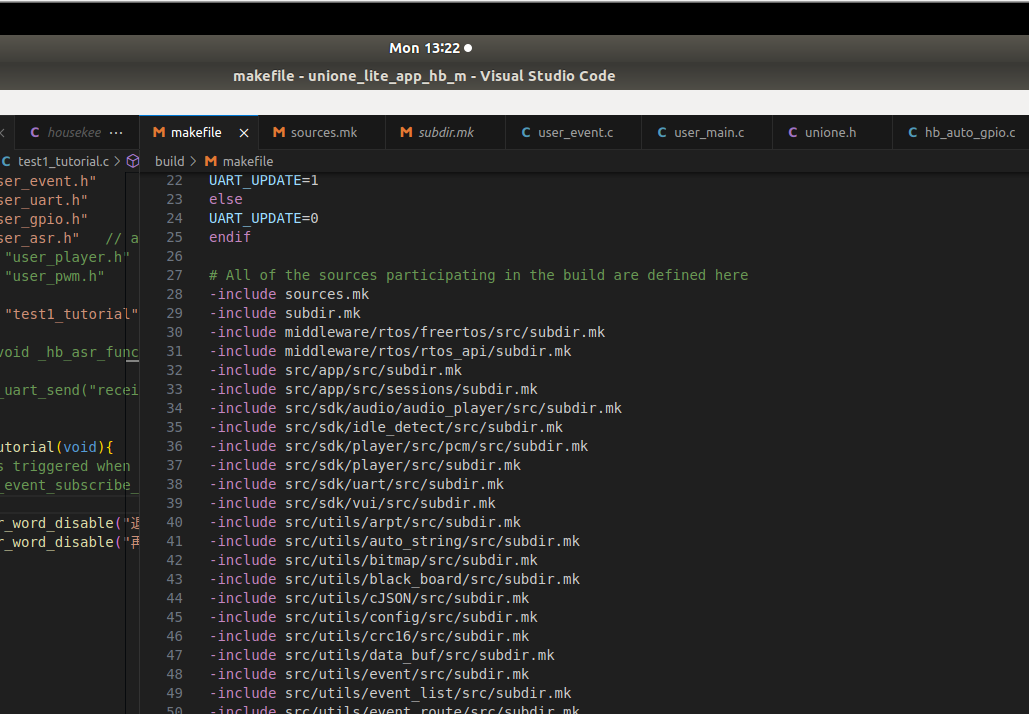 Mon 13:22
makefile - unione_lite_app_hb_m - Visual Studio Code
C housekee ···
M makefile ×
M sources.mk
M subdir.mk
C user_event.c
C user_main.c
C unione.h
C hb_auto_gpio.c
C test1_tutorial.c >
build > M makefile
ser_event.h"
ser_uart.h"
ser_gpio.h"
ser_asr.h" // a
"user_player.h"
"user_pwm.h"
"test1_tutorial"
void _hb_asr_func
_uart_send("recei
utorial(void){
s triggered when
_event_subscribe_
r_word_disable("退
r_word_disable("再
22 UART_UPDATE=1
23 else
24 UART_UPDATE=0
25 endif
26
27 # All of the sources participating in the build are defined here
28 -include sources.mk
29 -include subdir.mk
30 -include middleware/rtos/freertos/src/subdir.mk
31 -include middleware/rtos/rtos_api/subdir.mk
32 -include src/app/src/subdir.mk
33 -include src/app/src/sessions/subdir.mk
34 -include src/sdk/audio/audio_player/src/subdir.mk
35 -include src/sdk/idle_detect/src/subdir.mk
36 -include src/sdk/player/src/pcm/src/subdir.mk
37 -include src/sdk/player/src/subdir.mk
38 -include src/sdk/uart/src/subdir.mk
39 -include src/sdk/vui/src/subdir.mk
40 -include src/utils/arpt/src/subdir.mk
41 -include src/utils/auto_string/src/subdir.mk
42 -include src/utils/bitmap/src/subdir.mk
43 -include src/utils/black_board/src/subdir.mk
44 -include src/utils/cJSON/src/subdir.mk
45 -include src/utils/config/src/subdir.mk
46 -include src/utils/crc16/src/subdir.mk
47 -include src/utils/data_buf/src/subdir.mk
48 -include src/utils/event/src/subdir.mk
49 -include src/utils/event_list/src/subdir.mk
50 -include src/utils/event_route/src/subdir.mk